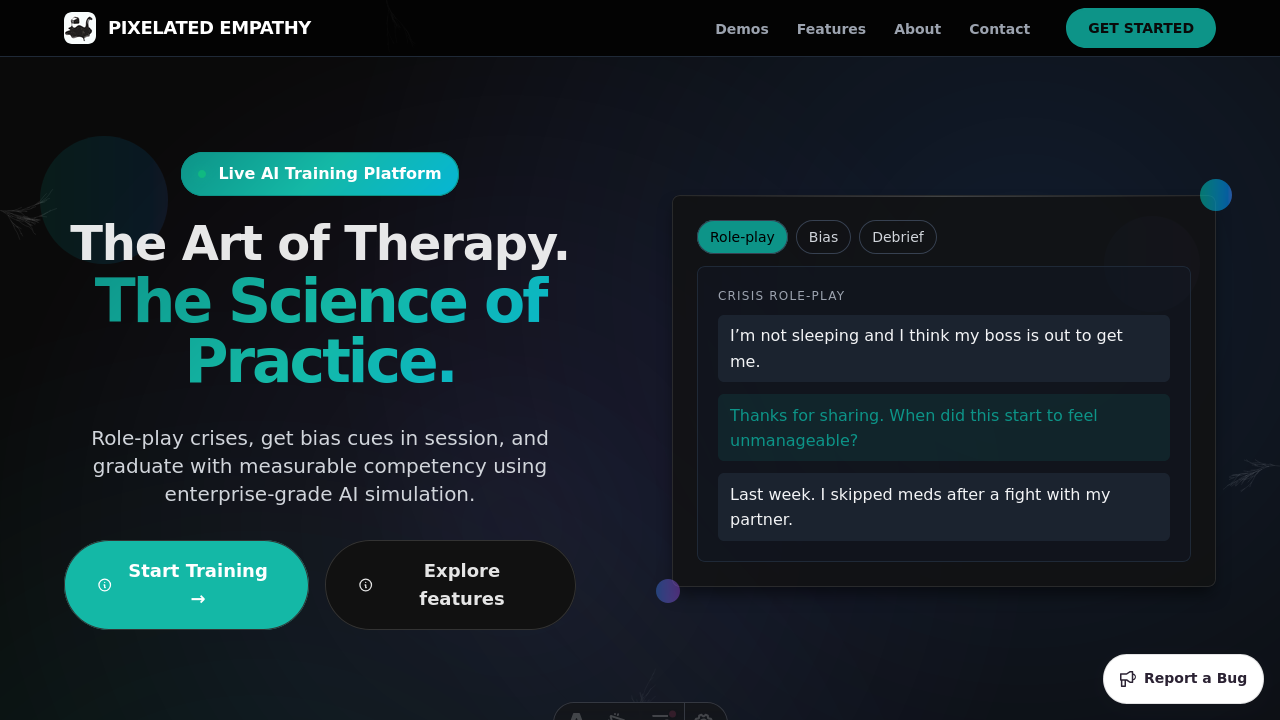 PIXELATED EMPATHY
Demos
Features
About
Contact
GET STARTED
Live AI Training Platform
The Art of Therapy.
The Science of
Practice.
Role-play crises, get bias cues in session, and
graduate with measurable competency using
enterprise-grade AI simulation.
Start Training
→
Explore
features
Role-play
Bias
Debrief
CRISIS ROLE-PLAY
I’m not sleeping and I think my boss is out to get
me.
Thanks for sharing. When did this start to feel
unmanageable?
Last week. I skipped meds after a fight with my
partner.
Report a Bug